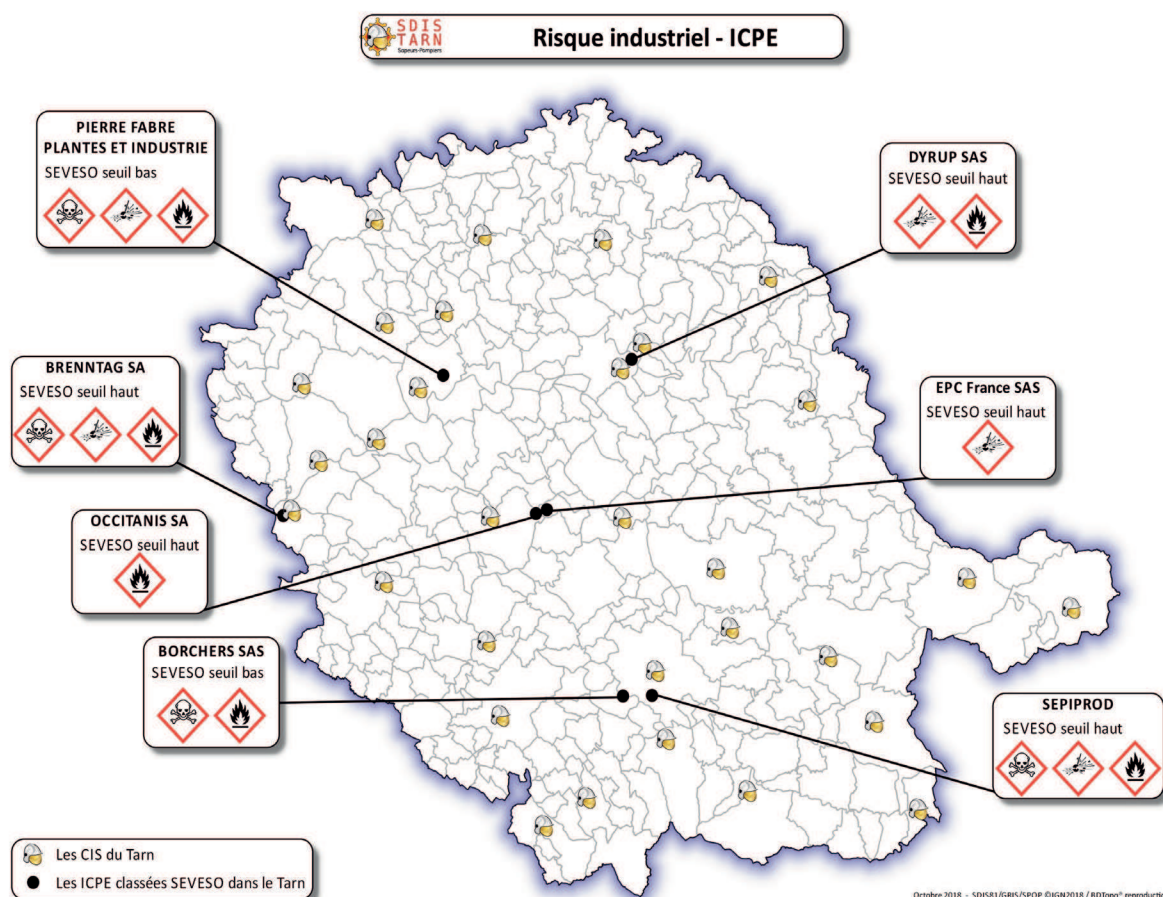 SDIS
TARN
Sapeurs-Pompiers
Risque industriel - ICPE
PIERRE FABRE
PLANTES ET INDUSTRIE
SEVESO seuil bas
DYRUP SAS
SEVESO seuil haut
BRENNTAG SA
SEVESO seuil haut
EPC France SAS
SEVESO seuil haut
OCCITANIS SA
SEVESO seuil haut
BORCHERS SAS
SEVESO seuil bas
SEPIPROD
SEVESO seuil haut
Les CIS du Tarn
Les ICPE classées SEVESO dans le Tarn
Octobre 2018 - SDIS81/GRIS/SPOP ©IGN2018 / BDTopo® reproductio